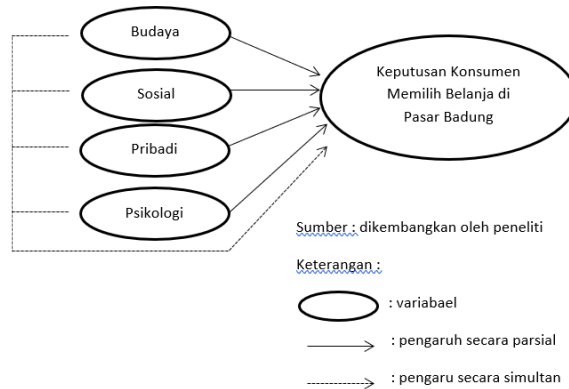 Budaya
Sosial
Pribadi
Psikologi
Keputusan Konsumen
Memilih Belanja di
Pasar Badung
Sumber : dikembangkan oleh peneliti
Keterangan :
: variabael
: pengaruh secara parsial
: pengaru secara simultan